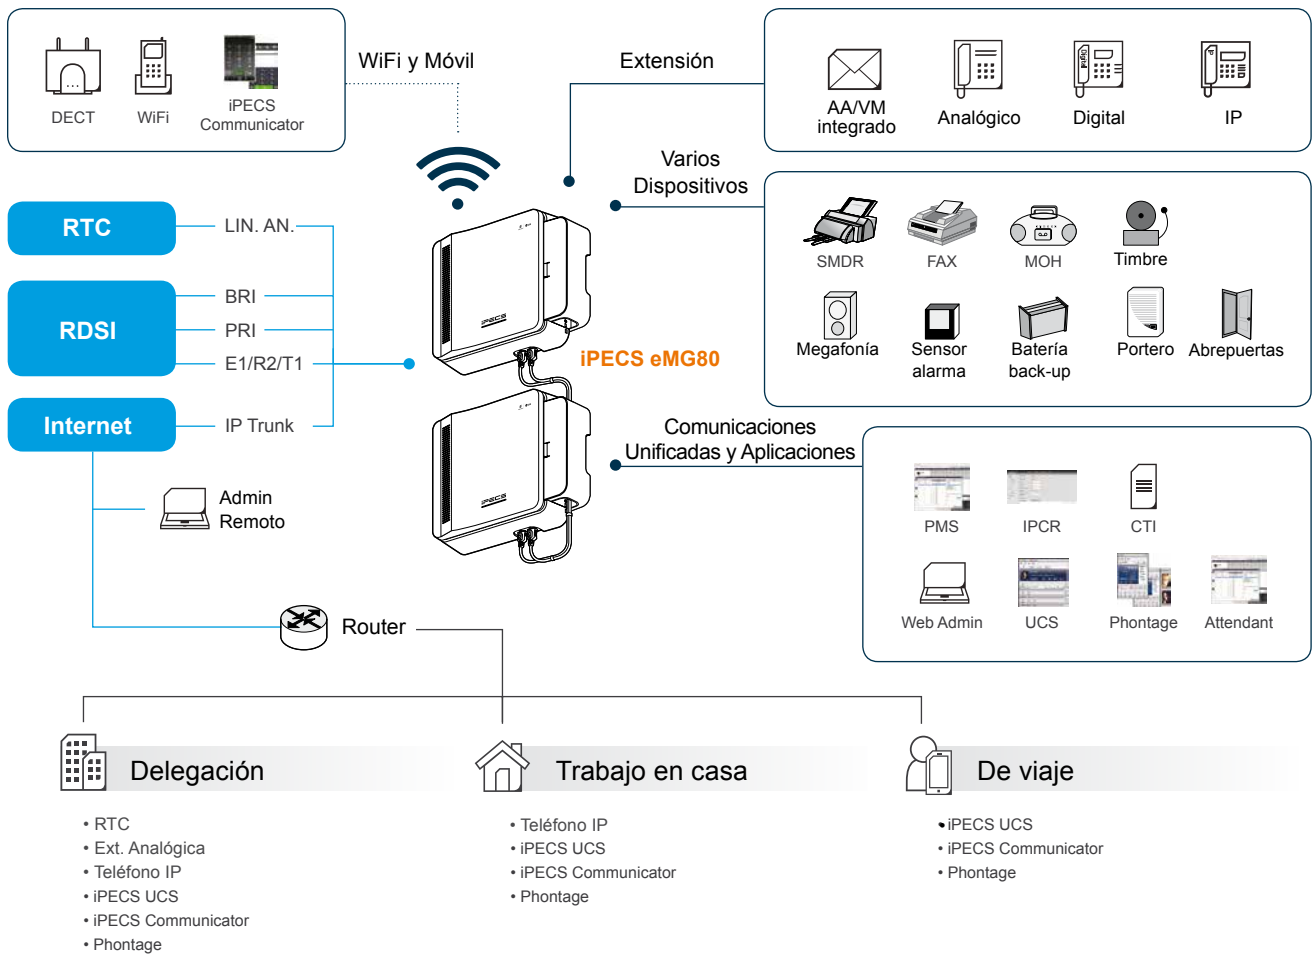 DECT
WiFi
iPECS
Communicator
WiFi y Móvil
Extensión
AA/VM
integrado
Analógico
Digital
Digital
IP
IP
Varios
Dispositivos
SMDR
FAX
MOH
Timbre
Megafonía
Sensor
alarma
Batería
back-up
Portero
Abrepuertas
RTC
LIN. AN.
RDSI
BRI
PRI
E1/R2/T1
Internet
IP Trunk
iPECS
iPECS eMG80
iPECS
Admin
Remoto
Comunicaciones
Unificadas y Aplicaciones
PMS
IPCR
CTI
Web Admin
UCS
Phontage
Attendant
Router
Delegación
• RTC
• Ext. Analógica
• Teléfono IP
• iPECS UCS
• iPECS Communicator
• Phontage
Trabajo en casa
• Teléfono IP
• iPECS UCS
• iPECS Communicator
• Phontage
De viaje
• iPECS UCS
• iPECS Communicator
• Phontage